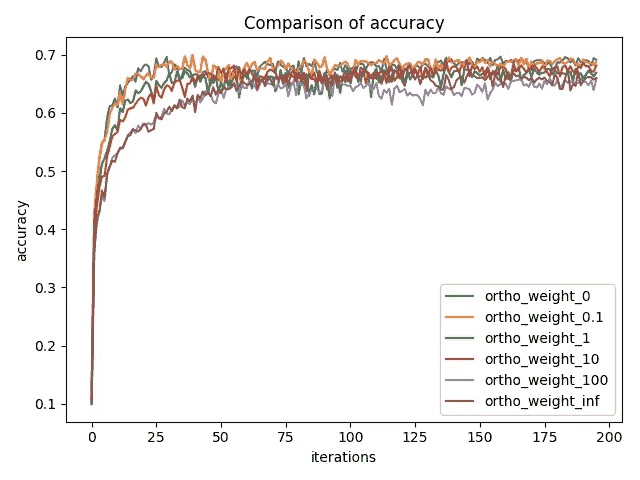 Comparison of accuracy
accuracy
0.7
0.6
0.5
0.4
0.3
0.2
0.1
0
25
50
75
100
125
150
175
200
iterations
ortho_weight_0
ortho_weight_0.1
ortho_weight_1
ortho_weight_10
ortho_weight_100
ortho_weight_inf